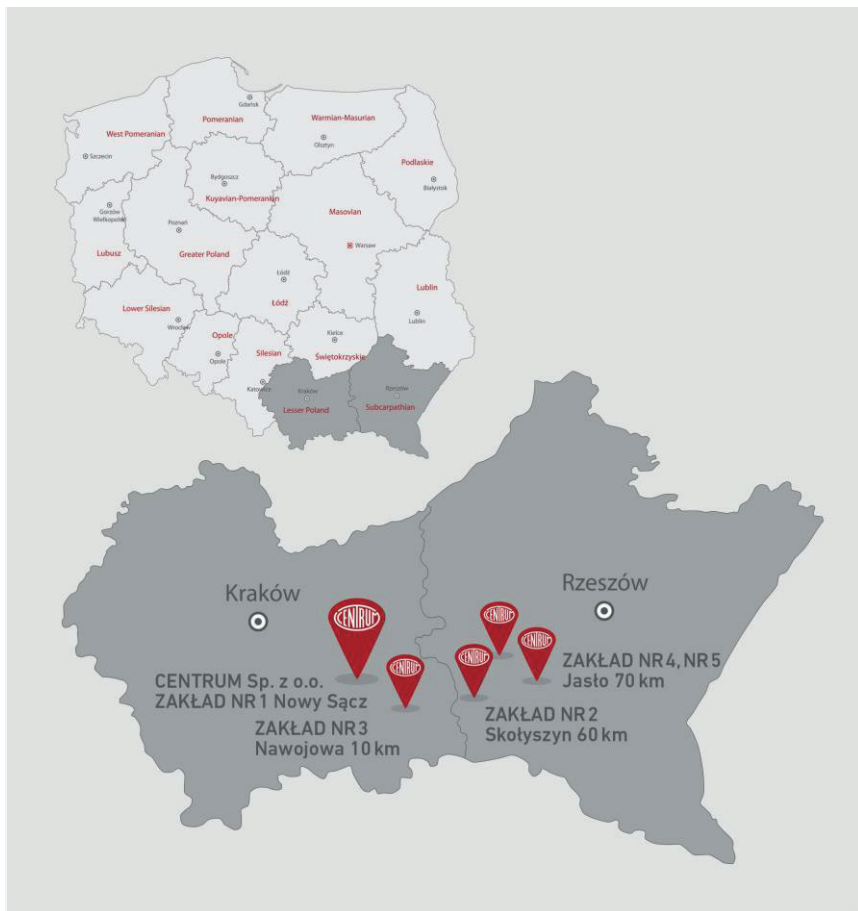 Gdańsk
Pomeranian
Warmian-Masurian
West Pomeranian
Olsztyn
Szczecin
Podlaskie
Bydgoszcz
Białystok
Kuyavian-Pomeranian
Gorzów
Wielkopolski
Masovian
Poznań
Warsaw
Lubusz
Greater Poland
Łódź
Łódź
Lublin
Lower Silesian
Lublin
Wrocław
Opole
Kielce
Opole
Silesian
Świętokrzyskie
Katowice
Kraków
Rzeszów
Lesser Poland
Subcarpathian
Kraków
Rzeszów
CENTRUM
CENTRUM
CENTRUM
CENTRUM
CENTRUM
CENTRUM Sp. z o.o.
ZAKŁAD NR 1 Nowy Sącz
ZAKŁAD NR 3
Nawojowa 10 km
ZAKŁAD NR 4, NR 5
Jasło 70 km
ZAKŁAD NR 2
Skołyszyn 60 km